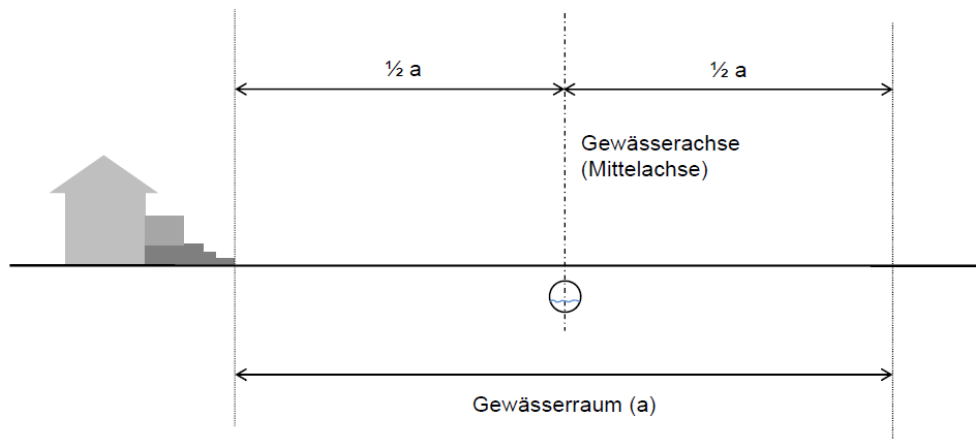 ½ a
½ a
Gewässerachse
(Mittelachse)
Gewässerraum (a)